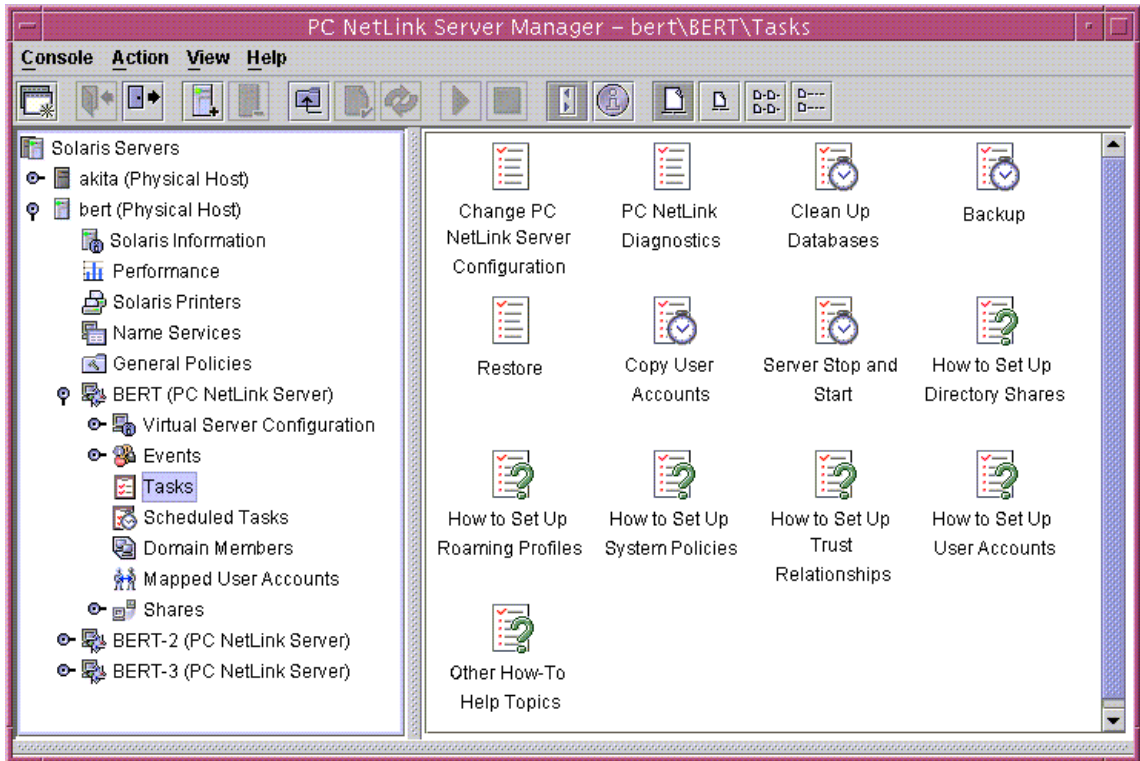 PC NetLink Server Manager – bert\BERT\Tasks
Console Action View Help
Solaris Servers
akita (Physical Host)
bert (Physical Host)
Solaris Information
Performance
Solaris Printers
Name Services
General Policies
BERT (PC NetLink Server)
Virtual Server Configuration
Events
Tasks
Scheduled Tasks
Domain Members
Mapped User Accounts
Shares
BERT-2 (PC NetLink Server)
BERT-3 (PC NetLink Server)
Change PC
NetLink Server
Configuration
PC NetLink
Diagnostics
Clean Up
Databases
Backup
Restore
Copy User
Accounts
Server Stop and
Start
How to Set Up
Directory Shares
How to Set Up
Roaming Profiles
How to Set Up
System Policies
How to Set Up
Trust
Relationships
How to Set Up
User Accounts
Other How-To
Help Topics